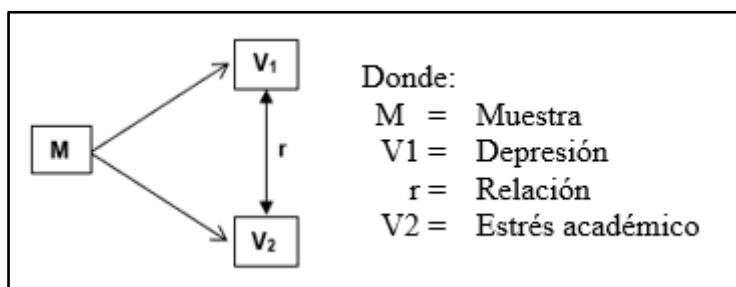 V₁
M
r
V₂
Donde:
M = Muestra
V1 = Depresión
r = Relación
V2 = Estrés académico